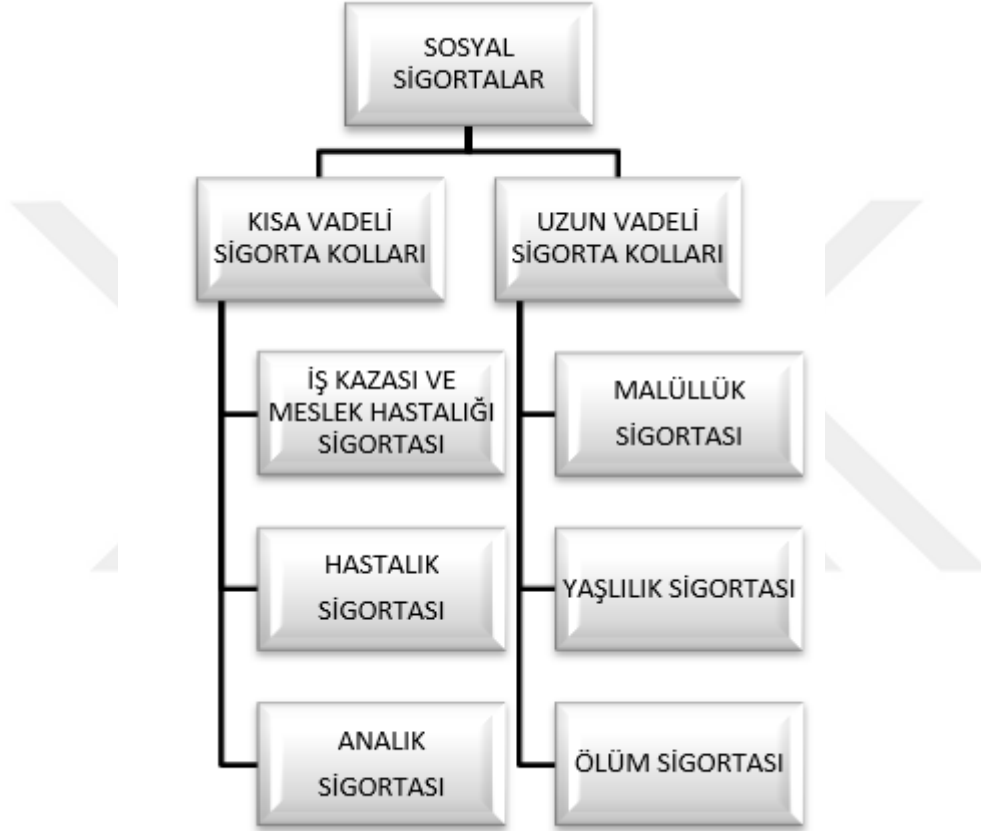 SOSYAL
SİGORTALAR
KISA VADELİ
SİGORTA KOLLARI
UZUN VADELİ
SİGORTA KOLLARI
İŞ KAZASI VE
MESLEK HASTALIĞI
SİGORTASI
MALÜLLÜK
SİGORTASI
HASTALIK
SİGORTASI
YAŞLILIK SİGORTASI
ANALIK
SİGORTASI
ÖLÜM SİGORTASI